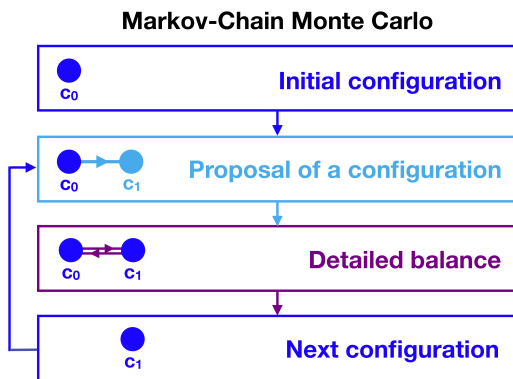 Markov-Chain Monte Carlo
Initial configuration
c₀
Proposal of a configuration
c₀ c₁
Detailed balance
c₀ c₁
Next configuration
c₁